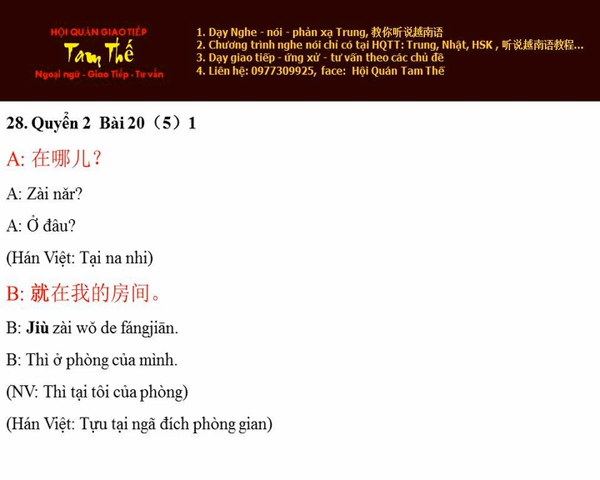 HỘI QUÁN GIAO TIẾP
Tam Thế
Ngoại ngữ - Giao Tiếp - Tư vấn
1. Dạy Nghe - nói - phản xạ Trung, 教你听说越南语
2. Chương trình nghe nói chỉ có tại HQTT: Trung, Nhật, HSK , 听说越南语教程...
3. Dạy giao tiếp - ứng xử - tư vấn theo các chủ đề
4. Liên hệ: 0977309925, face: Hội Quán Tam Thế
28. Quyển 2 Bài 20（5）1
A: 在哪儿？
A: Zài năr?
A: Ở đâu?
(Hán Việt: Tại na nhi)
B: 就在我的房间。
B: Jiù zài wǒ de fángjiān.
B: Thì ở phòng của mình.
(NV: Thì tại tôi của phòng)
(Hán Việt: Tựu tại ngã đích phòng gian)